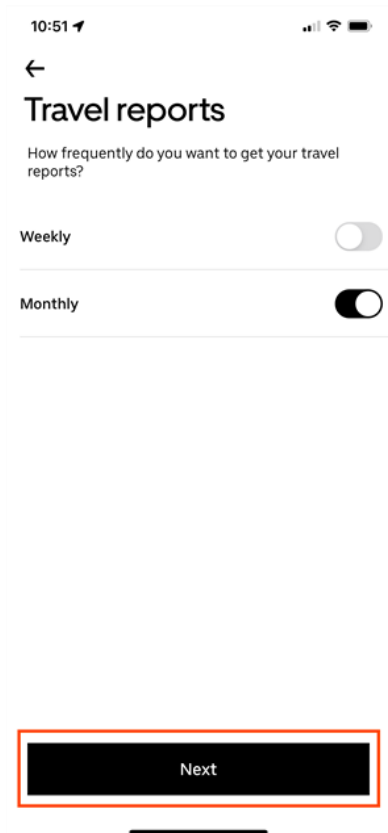 10:51
Travel reports
How frequently do you want to get your travel
reports?
Weekly
Monthly
Next